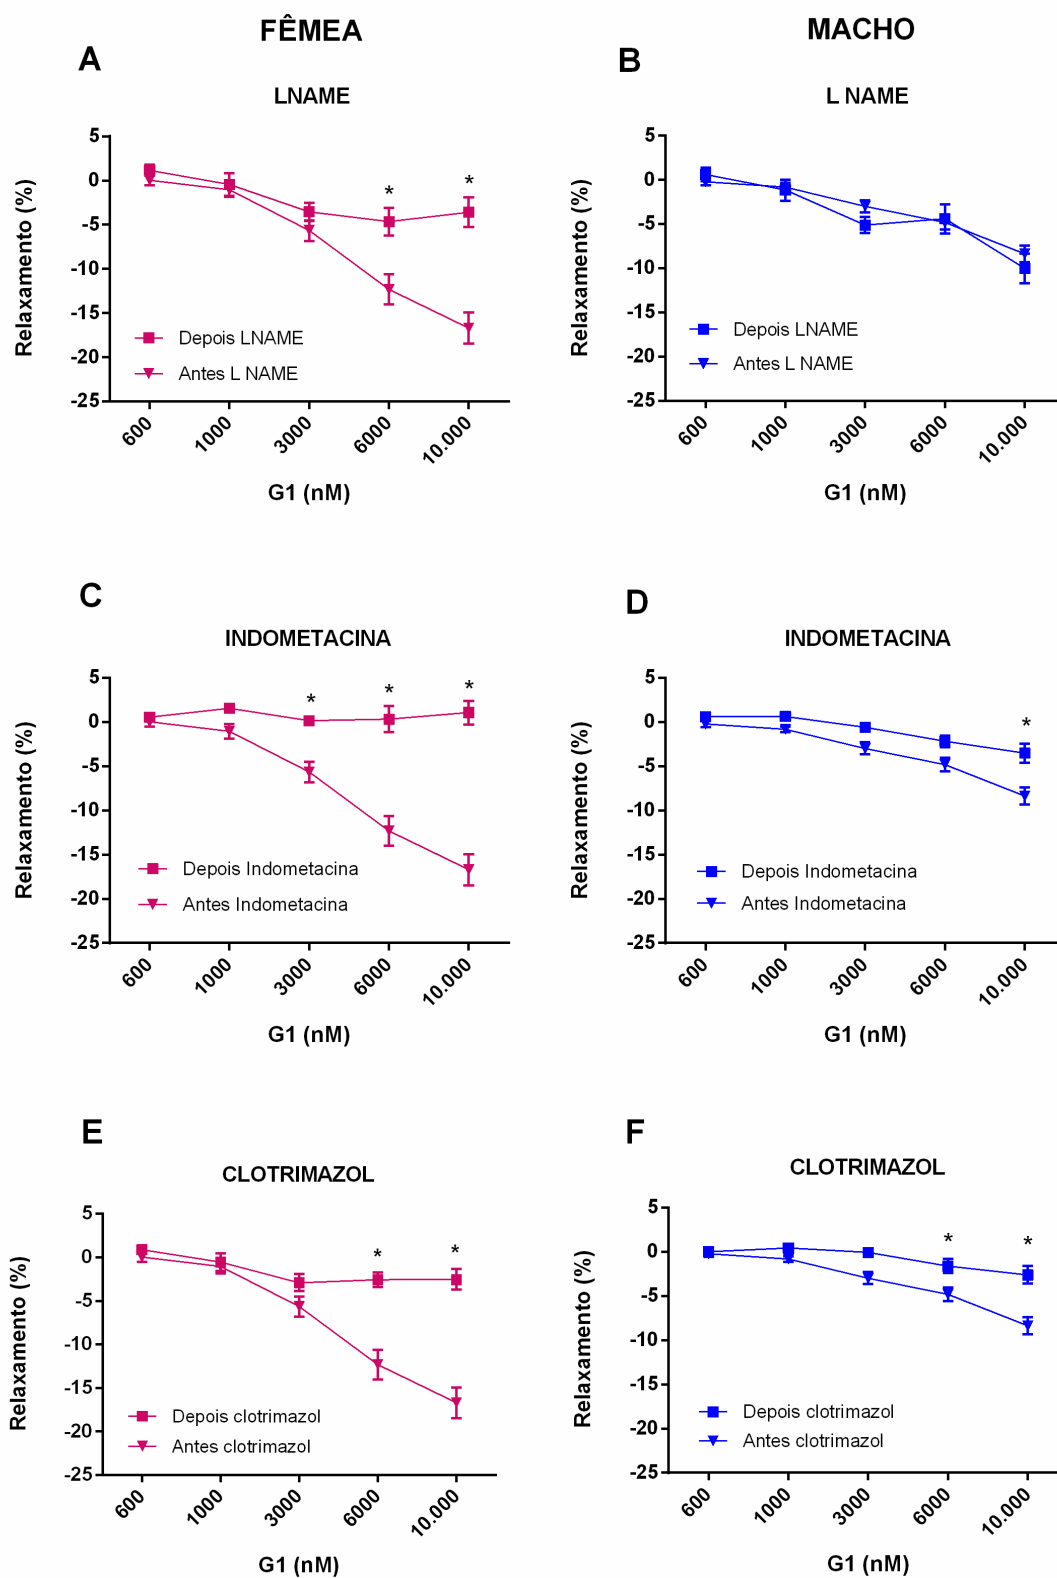 FÊMEA
MACHO
A
LNAME
5
0
-5
-10
-15
-20
-25
Relaxamento (%)
*
*
Depois LNAME
Antes L NAME
600
1000
3000
6000
10.000
G1 (nM)
B
L NAME
5
0
-5
-10
-15
-20
-25
Relaxamento (%)
Depois LNAME
Antes L NAME
600
1000
3000
6000
10.000
G1 (nM)
C
INDOMETACINA
5
0
-5
-10
-15
-20
-25
Relaxamento (%)
*
*
*
Depois Indometacina
Antes Indometacina
600
1000
3000
6000
10.000
G1 (nM)
D
INDOMETACINA
5
0
-5
-10
-15
-20
-25
Relaxamento (%)
*
Depois Indometacina
Antes Indometacina
600
1000
3000
6000
10.000
G1 (nM)
E
CLOTRIMAZOL
5
0
-5
-10
-15
-20
-25
Relaxamento (%)
*
*
Depois clotrimazol
Antes clotrimazol
600
1000
3000
6000
10.000
G1 (nM)
F
CLOTRIMAZOL
5
0
-5
-10
-15
-20
-25
Relaxamento (%)
*
*
Depois clotrimazol
Antes clotrimazol
600
1000
3000
6000
10.000
G1 (nM)